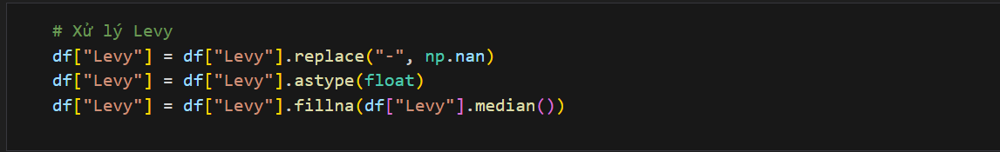 # Xử lý Levy
df["Levy"] = df["Levy"].replace("-", np.nan)
df["Levy"] = df["Levy"].astype(float)
df["Levy"] = df["Levy"].fillna(df["Levy"].median())